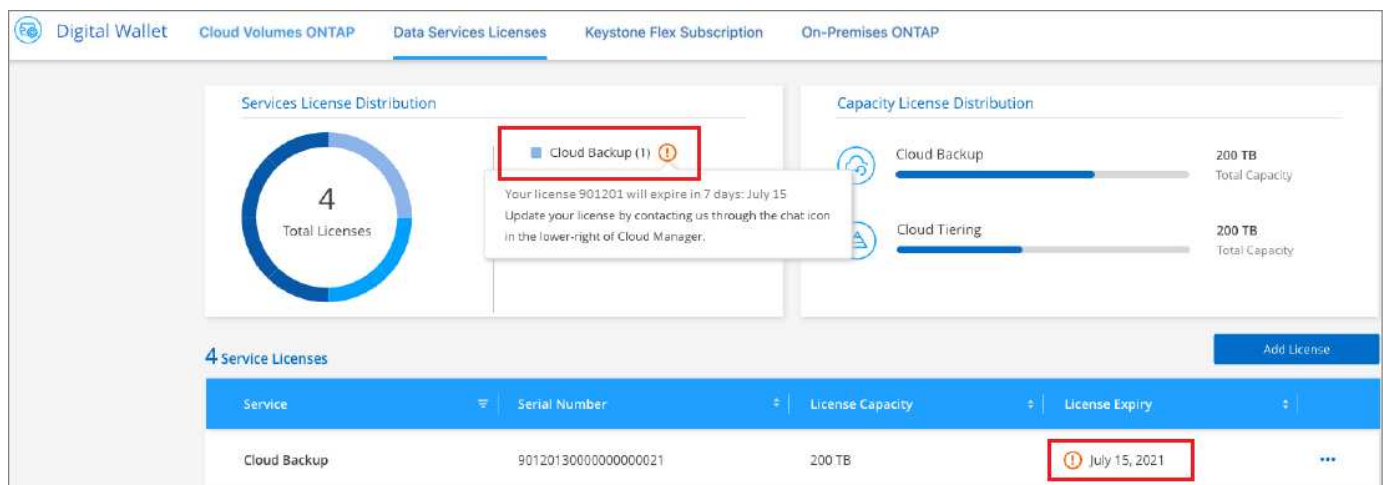 Digital Wallet
Cloud Volumes ONTAP
Data Services Licenses
Keystone Flex Subscription
On-Premises ONTAP
Services License Distribution
4
Total Licenses
Cloud Backup (1)
Your license 901201 will expire in 7 days: July 15
Update your license by contacting us through the chat icon
in the lower-right of Cloud Manager.
Capacity License Distribution
Cloud Backup
200 TB
Total Capacity
Cloud Tiering
200 TB
Total Capacity
4 Service Licenses
Add License
Service
Serial Number
License Capacity
License Expiry
Cloud Backup
90120130000000000021
200 TB
July 15, 2021